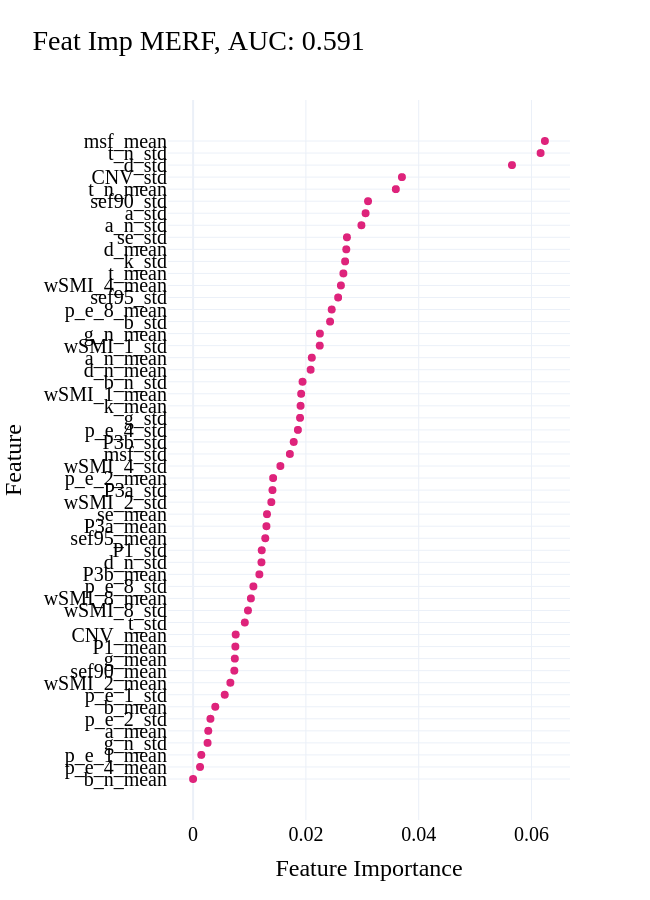 Feat Imp MERF, AUC: 0.591
msf_mean
t_n_std
d_std
CNV_std
t_n_mean
sef90_std
a_std
a_n_std
se_std
d_mean
k_std
t_mean
wSMI_4_mean
sef95_std
p_e_8_mean
b_std
g_n_mean
wSMI_1_std
a_n_mean
d_n_mean
b_n_std
wSMI_1_mean
k_mean
g_std
p_e_4_std
P3b_std
msf_std
wSMI_4_std
p_e_2_mean
P3a_std
wSMI_2_std
se_mean
P3a_mean
sef95_mean
P1_std
d_n_std
P3b_mean
p_e_8_std
wSMI_8_mean
wSMI_8_std
t_std
CNV_mean
P1_mean
g_mean
sef90_mean
wSMI_2_mean
p_e_1_std
b_mean
p_e_2_std
a_mean
g_n_std
p_e_1_mean
p_e_4_mean
b_n_mean
Feature
0 0.02 0.04 0.06
Feature Importance